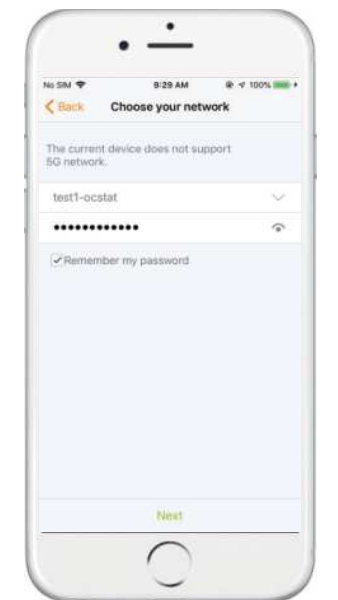 No SIM 9:29 AM 100%
Back Choose your network
The current device does not support
5G network.
test1-ocstat
••••••••••••
Remember my password
Next